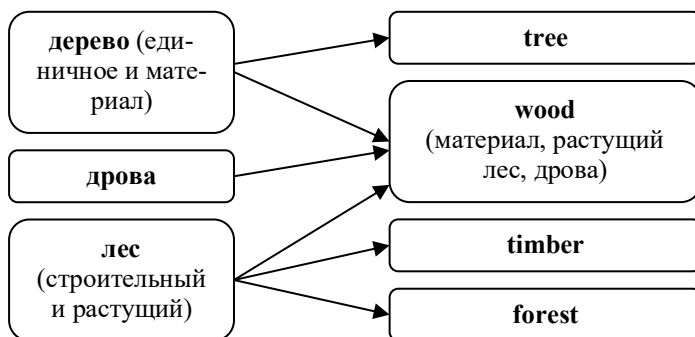 дерево (еди-
ничное и мате-
риал)
дрова
лес
(строительный
и растущий)
tree
wood
(материал, растущий
лес, дрова)
timber
forest